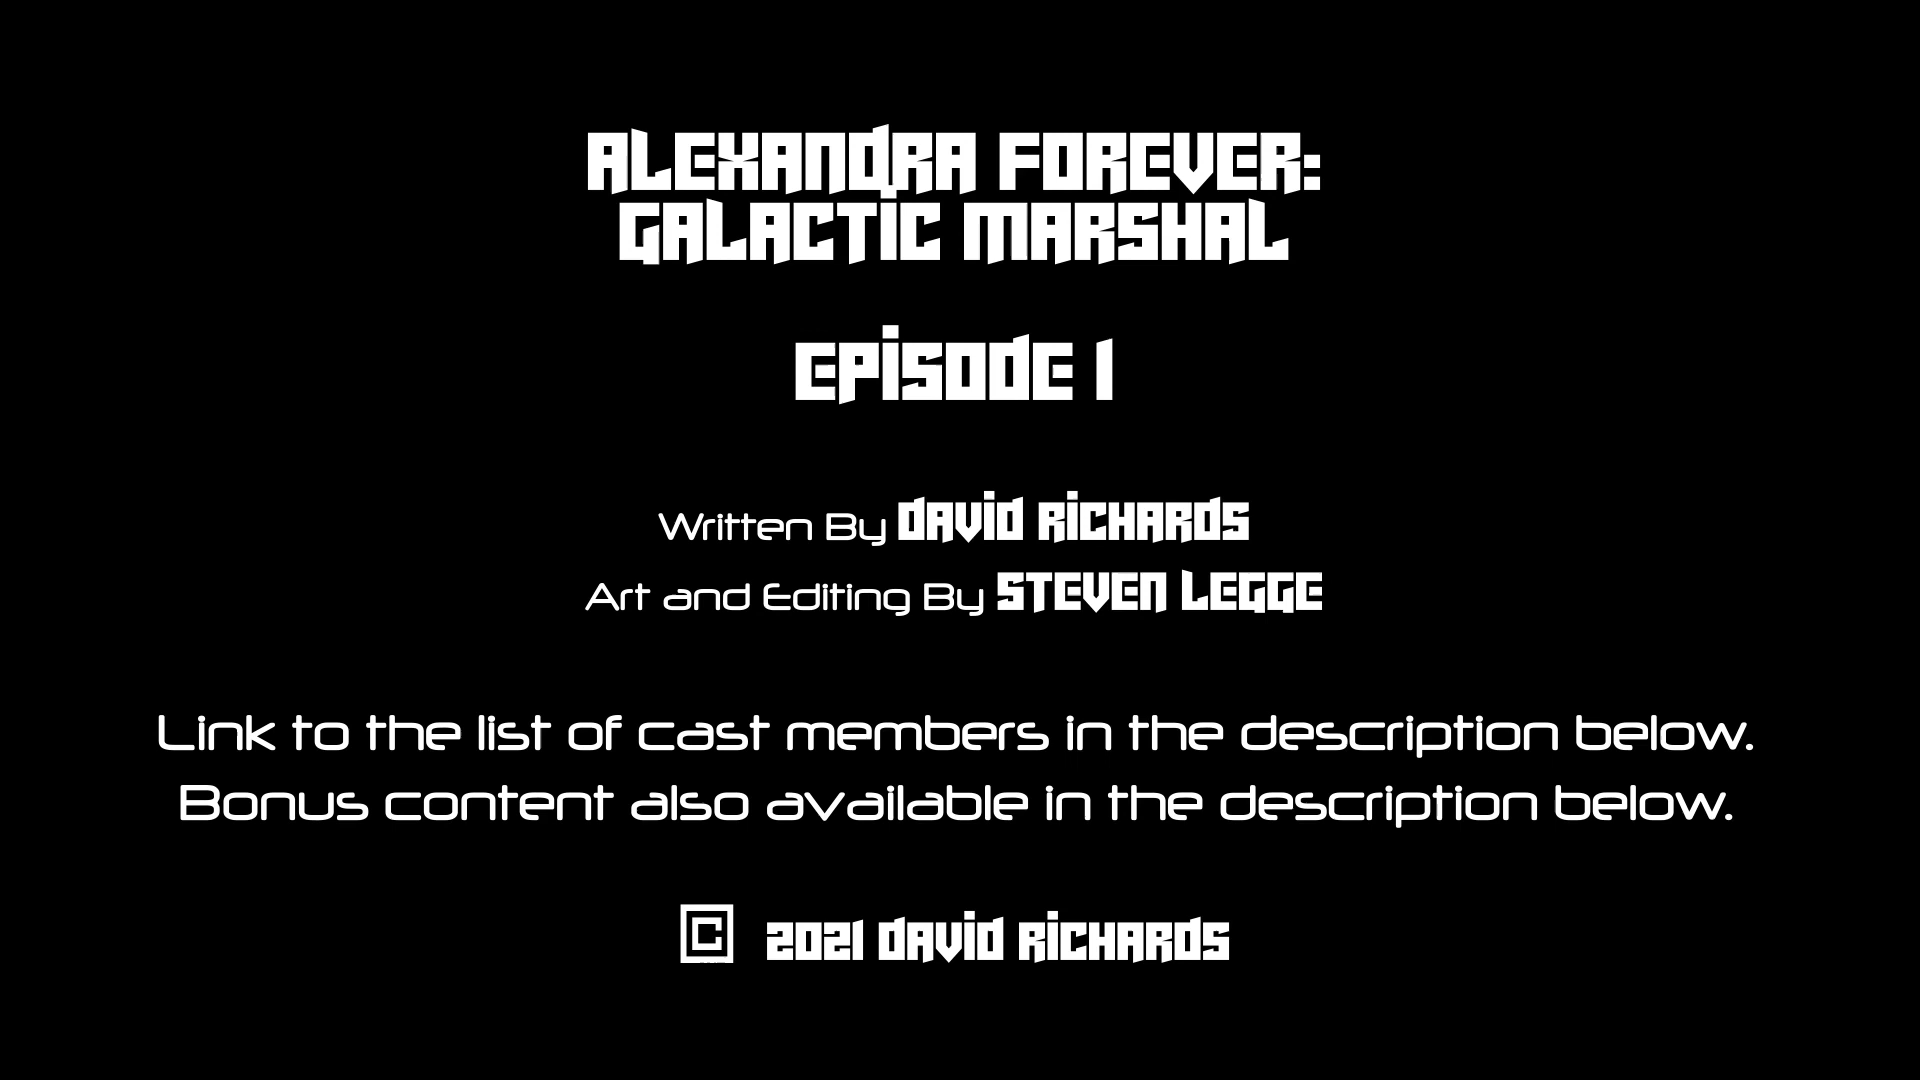 ALEXANDRA FOREVER:
GALACTIC MARSHAL
EPISODE 1
Written By DAVID RICHARDS
Art and Editing By STEVEN LEGGE
Link to the list of cast members in the description below.
Bonus content also available in the description below.
© 2021 DAVID RICHARDS